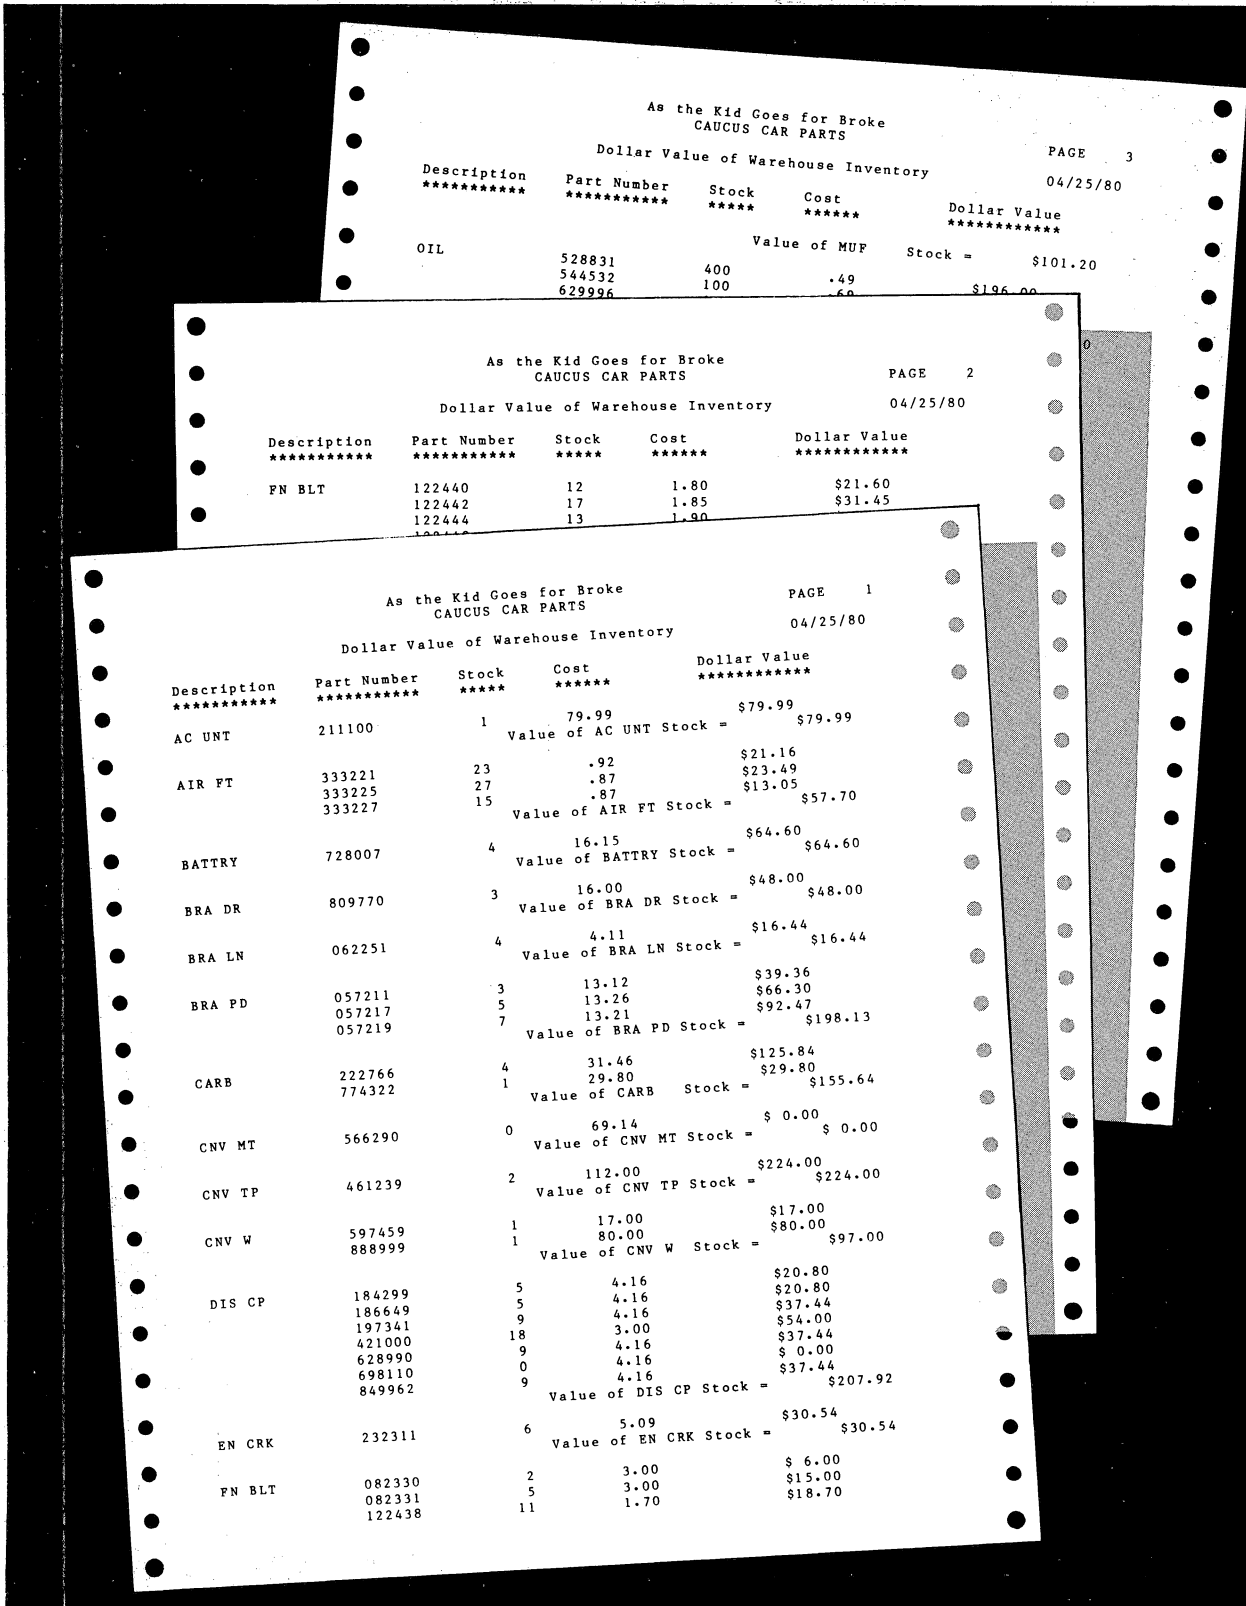 As the Kid Goes for Broke
CAUCUS CAR PARTS
PAGE 3
Dollar Value of Warehouse Inventory
04/25/80
Description Part Number Stock Cost Dollar Value
*********** *********** ***** ****** ************
Value of MUF Stock = $101.20
OIL 528831 400 .49 $196.00
544532 100
629996
As the Kid Goes for Broke
CAUCUS CAR PARTS
PAGE 2
Dollar Value of Warehouse Inventory 04/25/80
Description Part Number Stock Cost Dollar Value
*********** *********** ***** ****** ************
FN BLT 122440 12 1.80 $21.60
122442 17 1.85 $31.45
122444 13 1.90
As the Kid Goes for Broke
CAUCUS CAR PARTS
PAGE 1
Dollar Value of Warehouse Inventory 04/25/80
Description Part Number Stock Cost Dollar Value
*********** *********** ***** ****** ************
AC UNT 211100 1 79.99 $79.99
Value of AC UNT Stock = $79.99
AIR FT 333221 23 .92 $21.16
333225 27 .87 $23.49
333227 15 .87 $13.05
Value of AIR FT Stock = $57.70
BATTRY 728007 4 16.15 $64.60
Value of BATTRY Stock = $64.60
BRA DR 809770 3 16.00 $48.00
Value of BRA DR Stock = $48.00
BRA LN 062251 4 4.11 $16.44
Value of BRA LN Stock = $16.44
BRA PD 057211 3 13.12 $39.36
057217 5 13.26 $66.30
057219 7 13.21 $92.47
Value of BRA PD Stock = $198.13
CARB 222766 4 31.46 $125.84
774322 1 29.80 $29.80
Value of CARB Stock = $155.64
CNV MT 566290 0 69.14 $ 0.00
Value of CNV MT Stock = $ 0.00
CNV TP 461239 2 112.00 $224.00
Value of CNV TP Stock = $224.00
CNV W 597459 1 17.00 $17.00
888999 1 80.00 $80.00
Value of CNV W Stock = $97.00
DIS CP 184299 5 4.16 $20.80
186649 5 4.16 $20.80
197341 9 4.16 $37.44
421000 18 3.00 $54.00
628990 9 4.16 $37.44
698110 0 4.16 $ 0.00
849962 9 4.16 $37.44
Value of DIS CP Stock = $207.92
EN CRK 232311 6 5.09 $30.54
Value of EN CRK Stock = $30.54
FN BLT 082330 2 3.00 $ 6.00
082331 5 3.00 $15.00
122438 11 1.70 $18.70